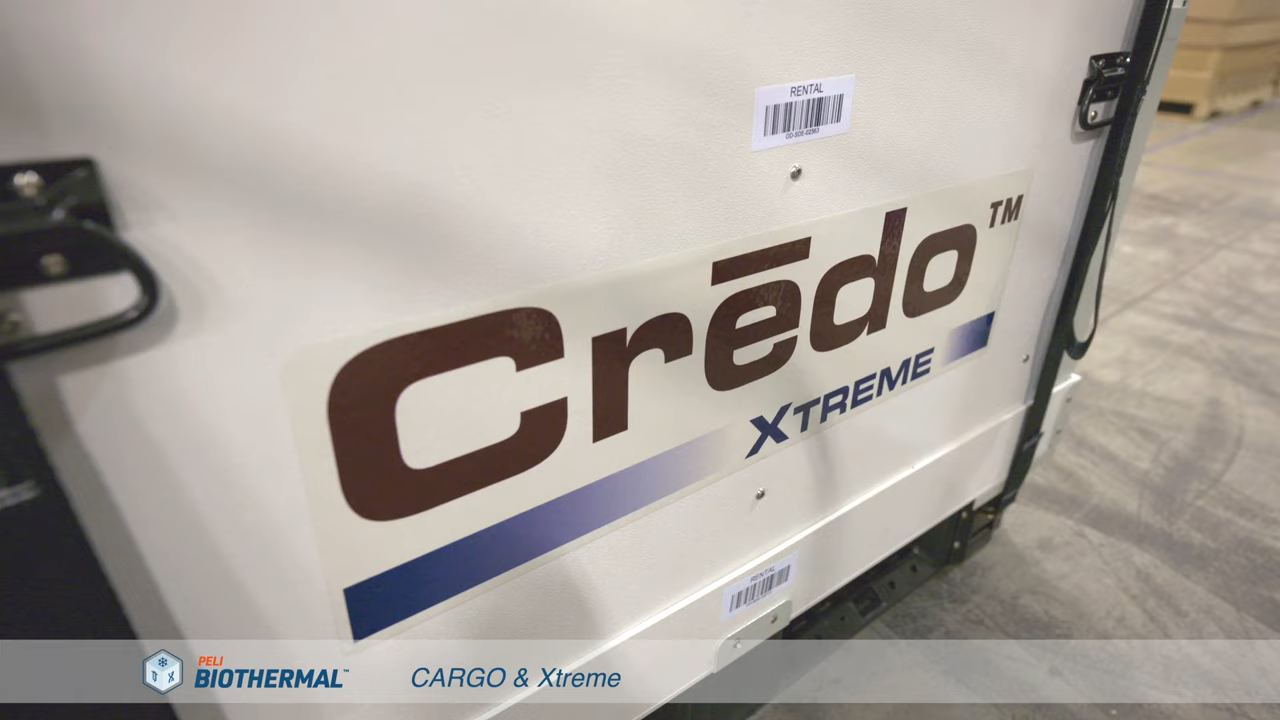 RENTAL
Crēdo™
XTREME
RENTAL
PELI
BIOTHERMAL™
CARGO & Xtreme